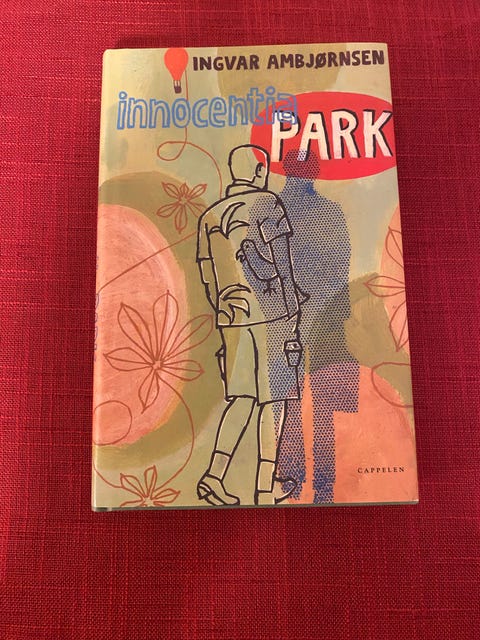 INGVAR AMBJØRNSEN
innocentia
PARK
CAPPELEN